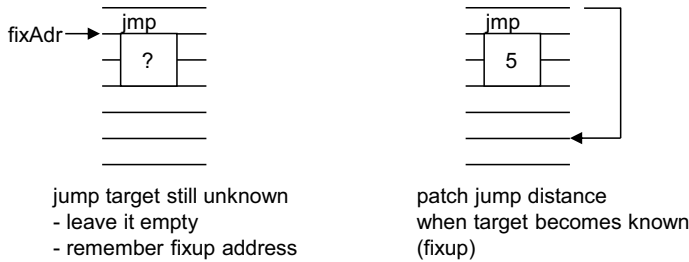 jmp
fixAdr
?
jump target still unknown
- leave it empty
- remember fixup address
jmp
5
patch jump distance
when target becomes known
(fixup)